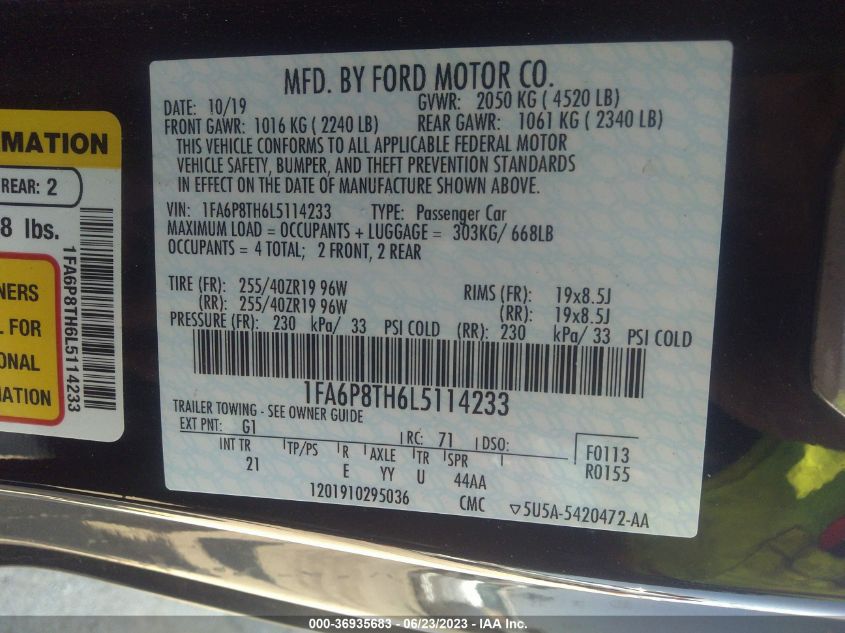 MFD. BY FORD MOTOR CO.
DATE: 10/19 GVWR: 2050 KG ( 4520 LB)
FRONT GAWR: 1016 KG ( 2240 LB) REAR GAWR: 1061 KG ( 2340 LB)
THIS VEHICLE CONFORMS TO ALL APPLICABLE FEDERAL MOTOR
VEHICLE SAFETY, BUMPER, AND THEFT PREVENTION STANDARDS
IN EFFECT ON THE DATE OF MANUFACTURE SHOWN ABOVE.
VIN: 1FA6P8TH6L5114233 TYPE: Passenger Car
MAXIMUM LOAD = OCCUPANTS + LUGGAGE = 303KG/ 668LB
OCCUPANTS = 4 TOTAL; 2 FRONT, 2 REAR
TIRE (FR): 255/40ZR19 96W RIMS (FR): 19x8.5J
(RR): 255/40ZR19 96W (RR): 19x8.5J
PRESSURE (FR): 230 kPa/ 33 PSI COLD (RR): 230 kPa/ 33 PSI COLD
1FA6P8TH6L5114233
TRAILER TOWING - SEE OWNER GUIDE
EXT PNT: G1 RC: 71 DSO: F0113
INT TR TP/PS R AXLE TR SPR R0155
21 E YY U 44AA
1201910295036 CMC ▽5U5A-5420472-AA
MATION
REAR: 2
8 lbs.
NERS
L FOR
ONAL
MATION
1FA6P8TH6L5114233
000-36935683 / 06/23/2023 / IAA Inc.